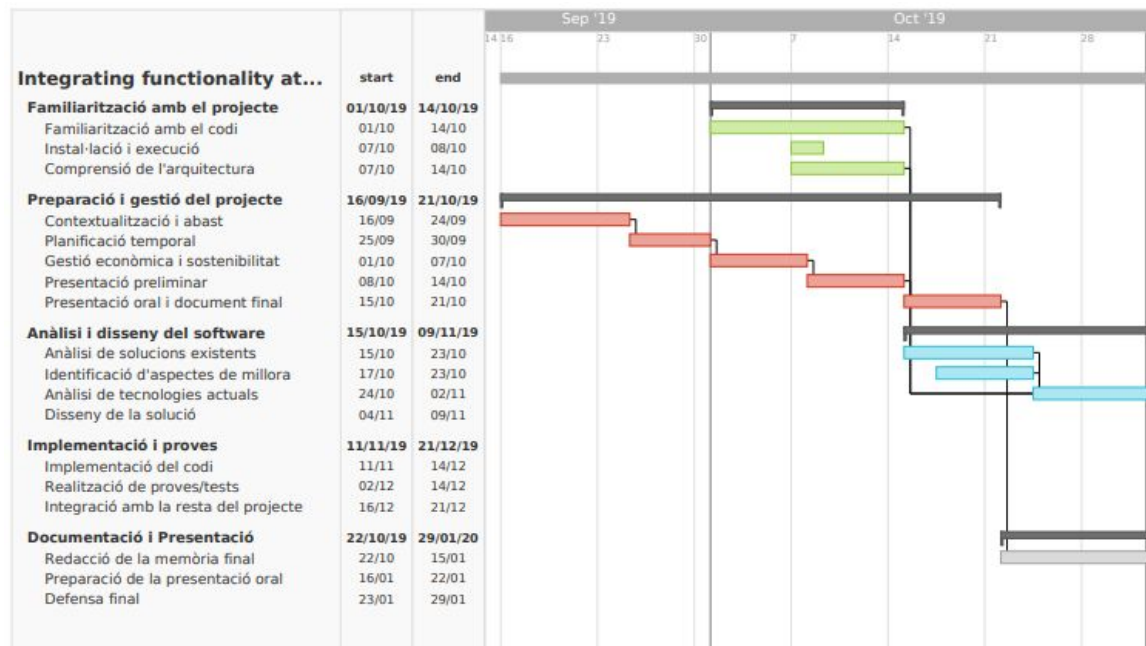 Sep '19 Oct '19
14 16 23 30 7 14 21 28
Integrating functionality at... start end
Familiarització amb el projecte 01/10/19 14/10/19
Familiarització amb el codi 01/10 14/10
Instal·lació i execució 07/10 08/10
Comprensió de l'arquitectura 07/10 14/10
Preparació i gestió del projecte 16/09/19 21/10/19
Contextualització i abast 16/09 24/09
Planificació temporal 25/09 30/09
Gestió econòmica i sostenibilitat 01/10 07/10
Presentació preliminar 08/10 14/10
Presentació oral i document final 15/10 21/10
Anàlisi i disseny del software 15/10/19 09/11/19
Anàlisi de solucions existents 15/10 23/10
Identificació d'aspectes de millora 17/10 23/10
Anàlisi de tecnologies actuals 24/10 02/11
Disseny de la solució 04/11 09/11
Implementació i proves 11/11/19 21/12/19
Implementació del codi 11/11 14/12
Realització de proves/tests 02/12 14/12
Integració amb la resta del projecte 16/12 21/12
Documentació i Presentació 22/10/19 29/01/20
Redacció de la memòria final 22/10 15/01
Preparació de la presentació oral 16/01 22/01
Defensa final 23/01 29/01